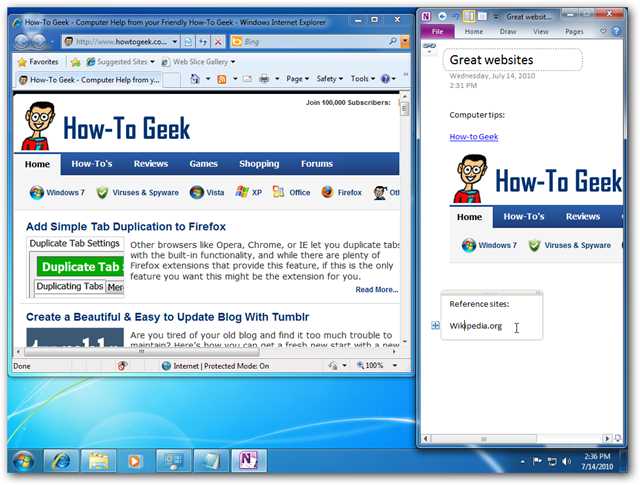 How-To Geek - Computer Help from your Friendly How-To Geek - Windows Internet Explorer
http://www.howtogeek.co...
Bing
Favorites
Suggested Sites
Web Slice Gallery
How-To Geek - Computer Help from your Friendly ...
Page
Safety
Tools
Join 100,000 Subscribers:
How-To Geek
Home
How-To's
Reviews
Games
Shopping
Forums
Windows 7
Viruses & Spyware
Vista
XP
Office
Firefox
Add Simple Tab Duplication to Firefox
Duplicate Tab Settings
Duplicate Tab
Duplicating Tabs
Other browsers like Opera, Chrome, or IE let you duplicate tabs
with the built-in functionality, and while there are plenty of
Firefox extensions that provide this feature, if this is the only
feature you want this might be the extension for you.
Read More...
Create a Beautiful & Easy to Update Blog With Tumblr
Are you tired of your old blog and find it too much trouble to
maintain? Here's how you can get a fresh new start with a new
Done
Internet | Protected Mode: On
100%
Great websit...
File
Home
Draw
View
Pages
Great websites
Wednesday, July 14, 2010
2:31 PM
Computer tips:
How-to Geek
How-To Geek
Home
How-To's
Reviews
Windows 7
Viruses & Spyware
Reference sites:
Wikipedia.org
2:36 PM
7/14/2010